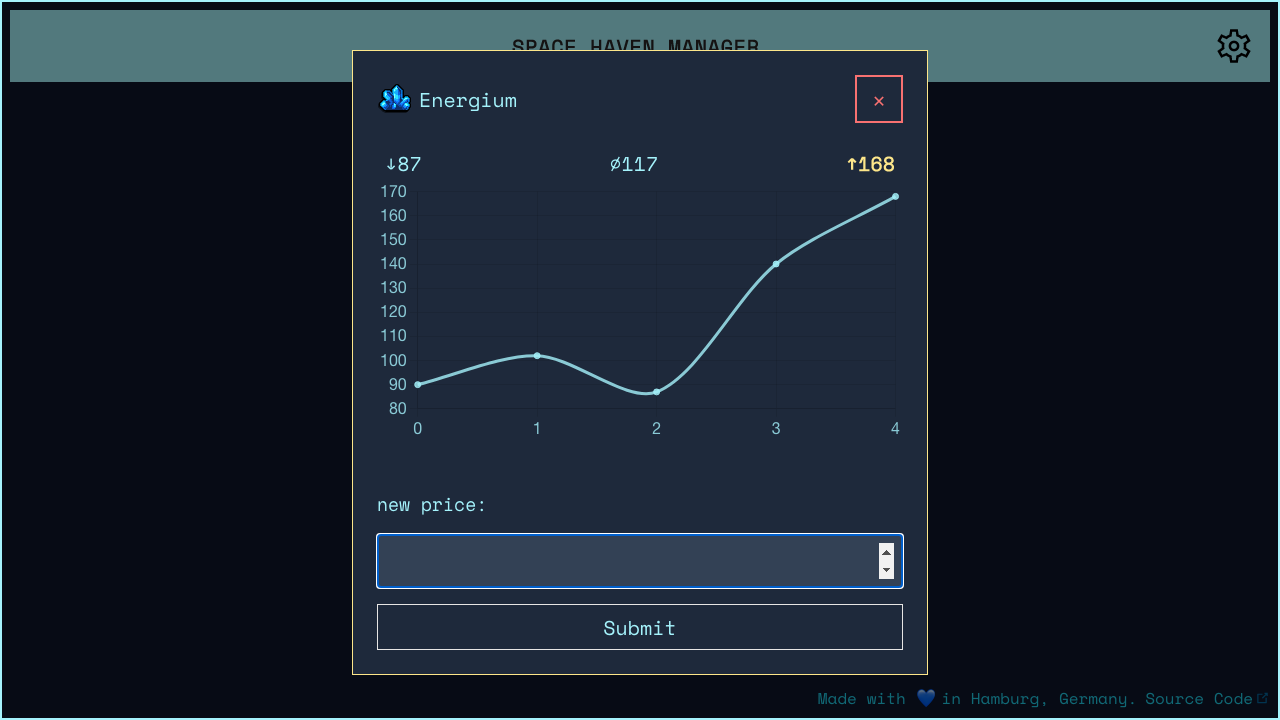 SPACE HAVEN MANAGER
Energium
×
↓87 ∅117 ↑168
170
160
150
140
130
120
110
100
90
80
0 1 2 3 4
new price:
Submit
Made with 💙 in Hamburg, Germany. Source Code